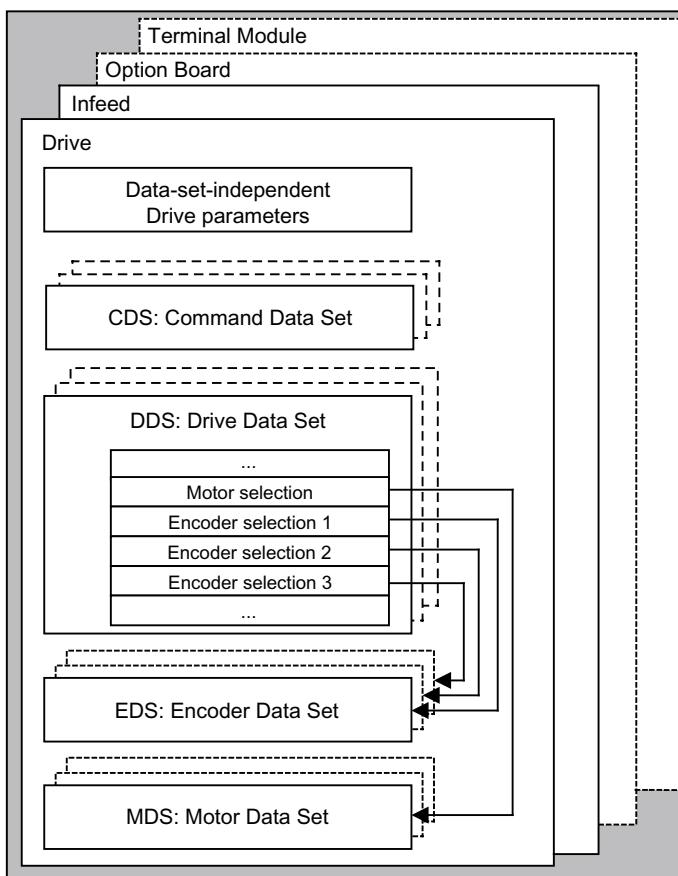 Terminal Module
Option Board
Infeed
Drive
Data-set-independent
Drive parameters
CDS: Command Data Set
DDS: Drive Data Set
...
Motor selection
Encoder selection 1
Encoder selection 2
Encoder selection 3
...
EDS: Encoder Data Set
MDS: Motor Data Set